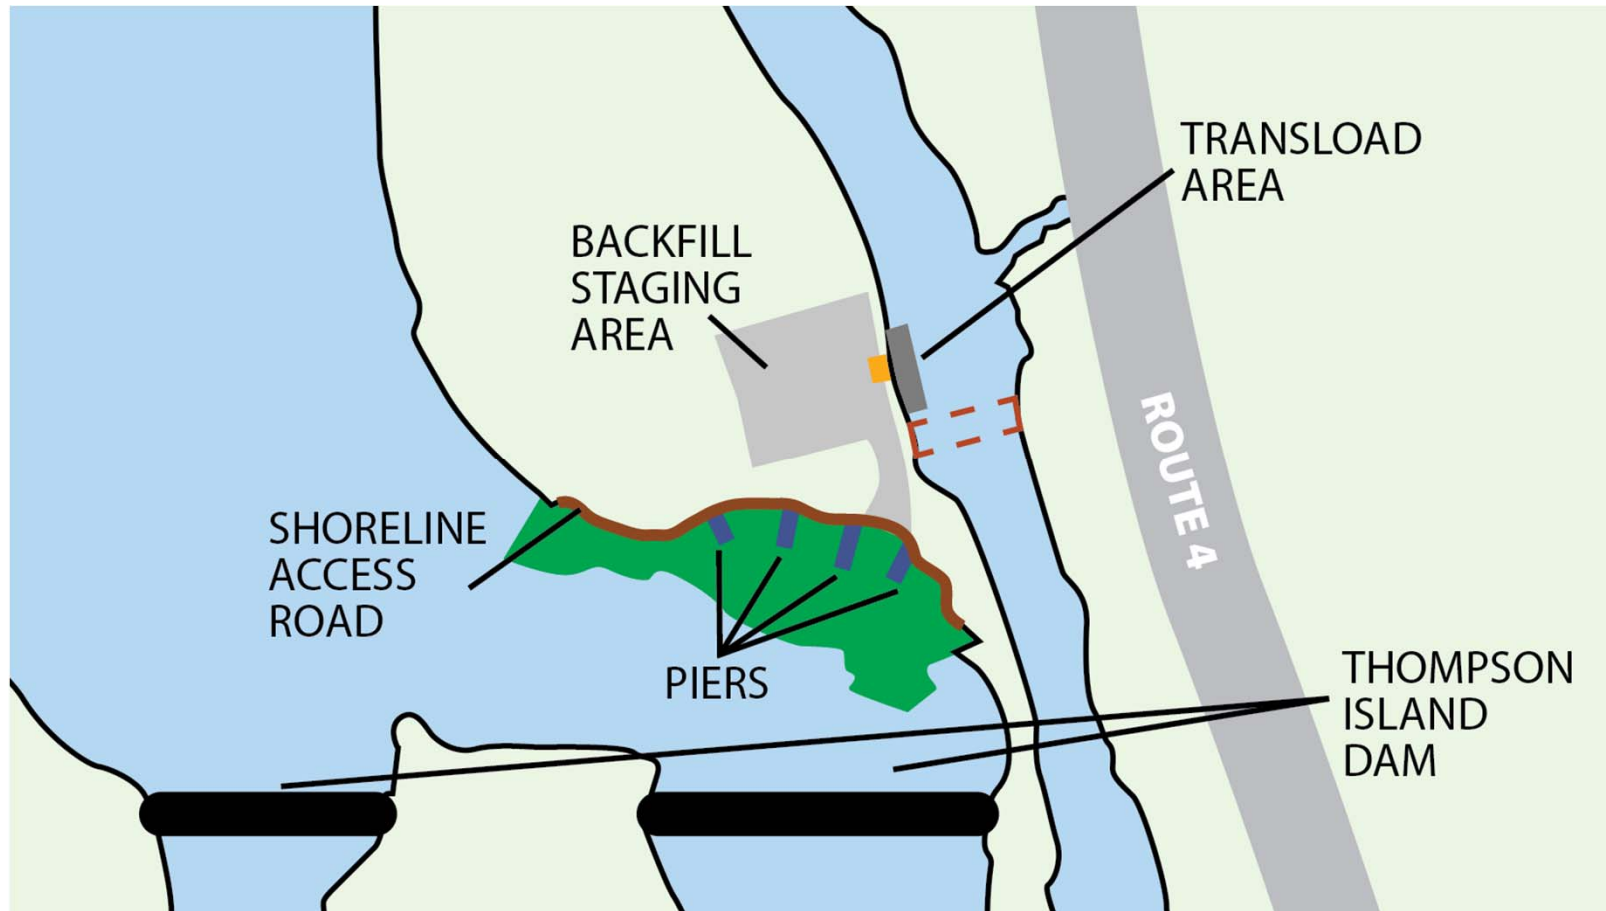 TRANSLOAD
AREA
BACKFILL
STAGING
AREA
ROUTE 4
SHORELINE
ACCESS
ROAD
PIERS
THOMPSON
ISLAND
DAM